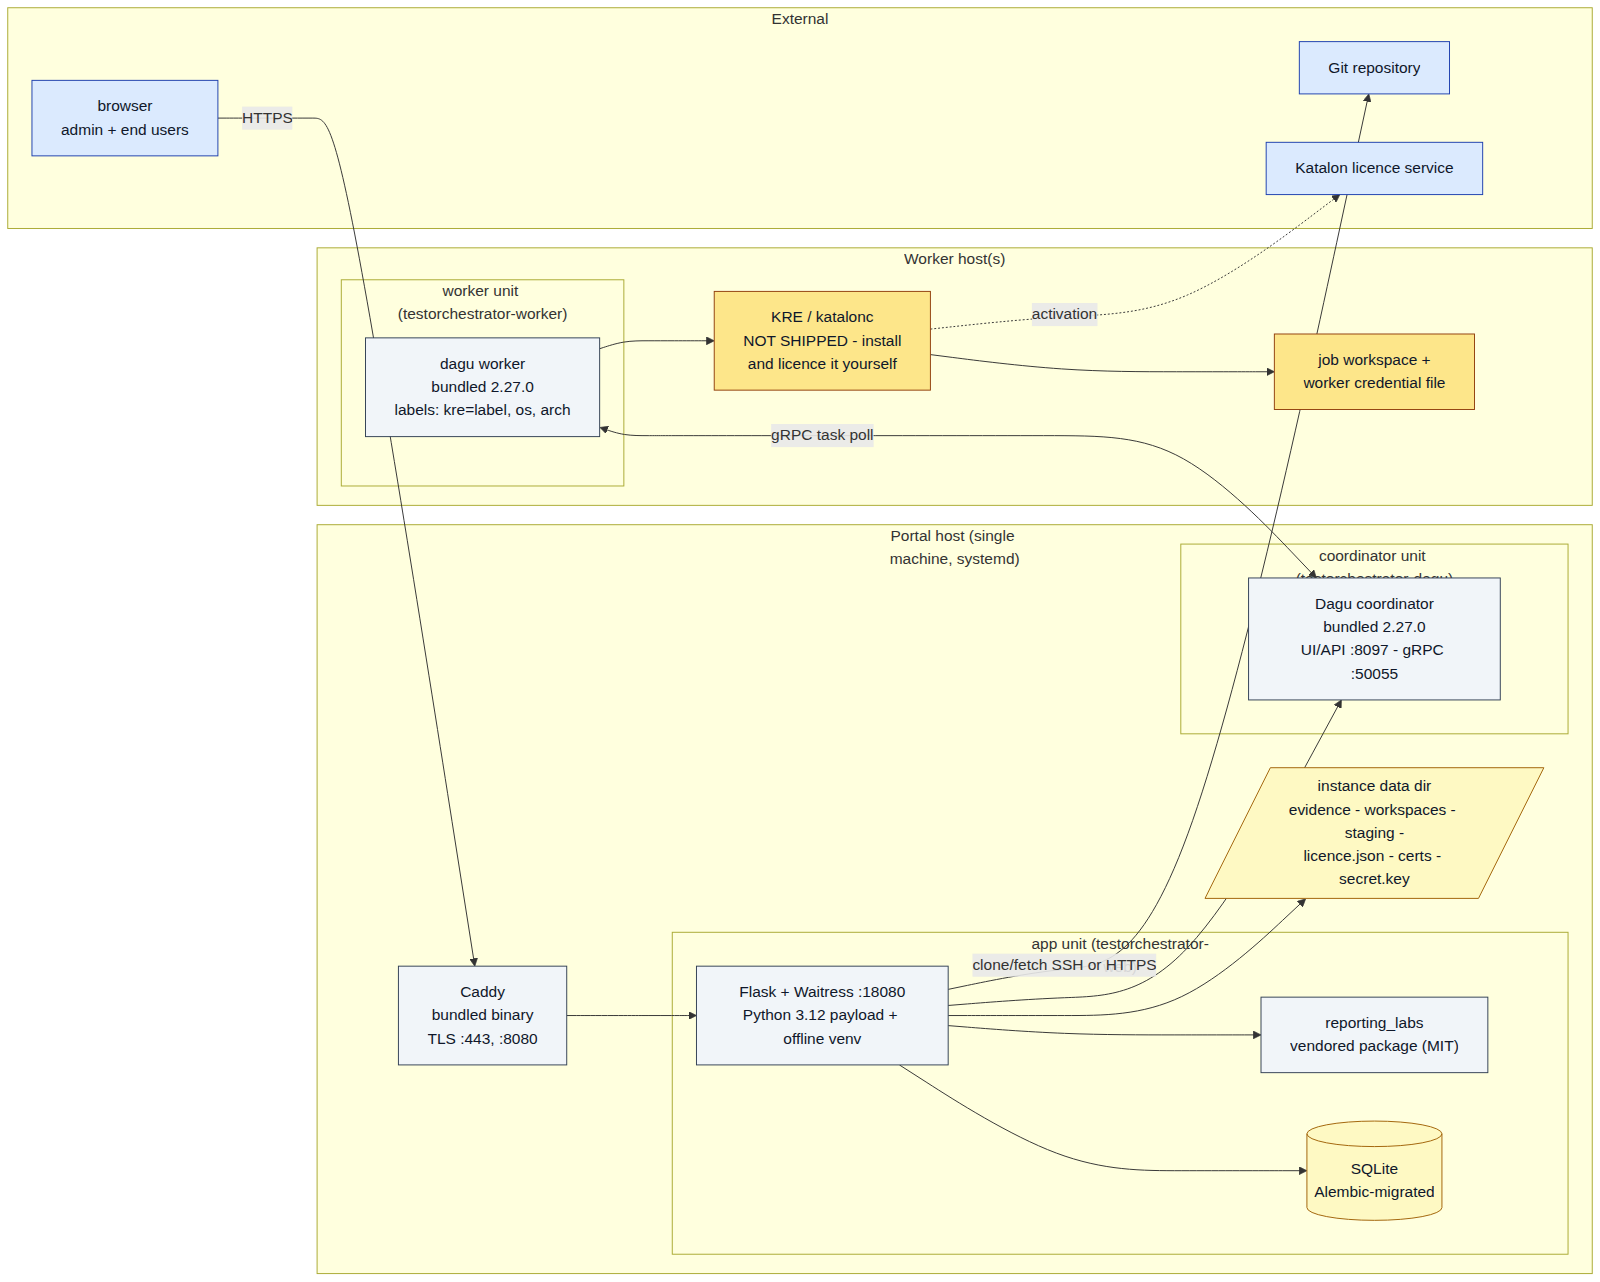 External
Git repository
browser
admin + end users
HTTPS
Katalon licence service
Worker host(s)
worker unit
(testorchestrator-worker)
KRE / katalonc
NOT SHIPPED - install
and licence it yourself
activation
dagu worker
bundled 2.27.0
labels: kre=label, os, arch
job workspace +
worker credential file
gRPC task poll
Portal host (single
machine, systemd)
coordinator unit
(testorchestrator-dagu)
Dagu coordinator
bundled 2.27.0
UI/API :8097 - gRPC
:50055
instance data dir
evidence - workspaces -
staging -
licence.json - certs -
secret.key
app unit (testorchestrator-
clone/fetch SSH or HTTPS
Caddy
bundled binary
TLS :443, :8080
Flask + Waitress :18080
Python 3.12 payload +
offline venv
reporting_labs
vendored package (MIT)
SQLite
Alembic-migrated